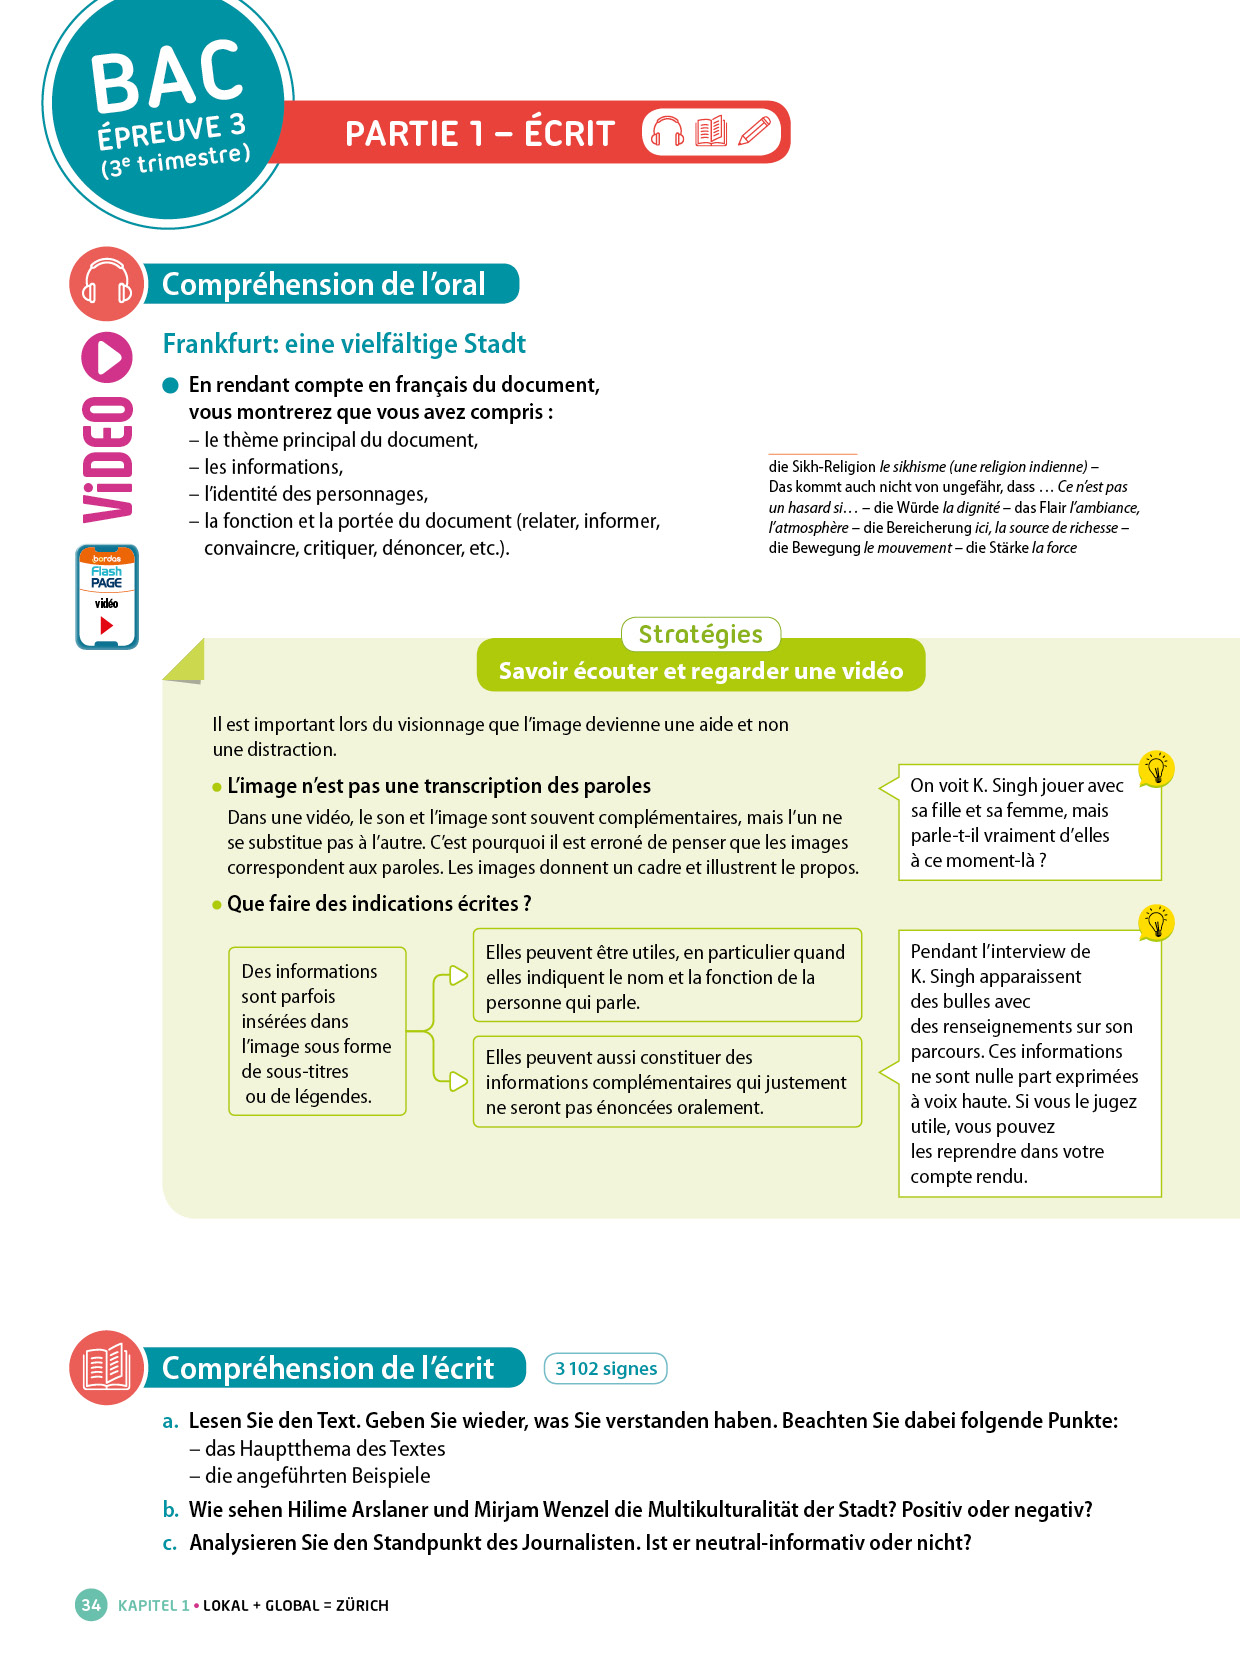 BAC
ÉPREUVE 3
(3e trimestre)
PARTIE 1 – ÉCRIT
Compréhension de l’oral
ViDEO
bordas
Flash
PAGE
vidéo
Frankfurt: eine vielfältige Stadt
En rendant compte en français du document,
vous montrerez que vous avez compris :
– le thème principal du document,
– les informations,
– l’identité des personnages,
– la fonction et la portée du document (relater, informer,
convaincre, critiquer, dénoncer, etc.).
die Sikh-Religion le sikhisme (une religion indienne) –
Das kommt auch nicht von ungefähr, dass … Ce n’est pas
un hasard si… – die Würde la dignité – das Flair l’ambiance,
l’atmosphère – die Bereicherung ici, la source de richesse –
die Bewegung le mouvement – die Stärke la force
Stratégies
Savoir écouter et regarder une vidéo
Il est important lors du visionnage que l’image devienne une aide et non
une distraction.
• L’image n’est pas une transcription des paroles
Dans une vidéo, le son et l’image sont souvent complémentaires, mais l’un ne
se substitue pas à l’autre. C’est pourquoi il est erroné de penser que les images
correspondent aux paroles. Les images donnent un cadre et illustrent le propos.
On voit K. Singh jouer avec
sa fille et sa femme, mais
parle-t-il vraiment d’elles
à ce moment-là ?
• Que faire des indications écrites ?
Des informations
sont parfois
insérées dans
l’image sous forme
de sous-titres
ou de légendes.
Elles peuvent être utiles, en particulier quand
elles indiquent le nom et la fonction de la
personne qui parle.
Elles peuvent aussi constituer des
informations complémentaires qui justement
ne seront pas énoncées oralement.
Pendant l’interview de
K. Singh apparaissent
des bulles avec
des renseignements sur son
parcours. Ces informations
ne sont nulle part exprimées
à voix haute. Si vous le jugez
utile, vous pouvez
les reprendre dans votre
compte rendu.
Compréhension de l’écrit
3 102 signes
a. Lesen Sie den Text. Geben Sie wieder, was Sie verstanden haben. Beachten Sie dabei folgende Punkte:
– das Hauptthema des Textes
– die angeführten Beispiele
b. Wie sehen Hilime Arslaner und Mirjam Wenzel die Multikulturalität der Stadt? Positiv oder negativ?
c. Analysieren Sie den Standpunkt des Journalisten. Ist er neutral-informativ oder nicht?
34 KAPITEL 1 • LOKAL + GLOBAL = ZÜRICH